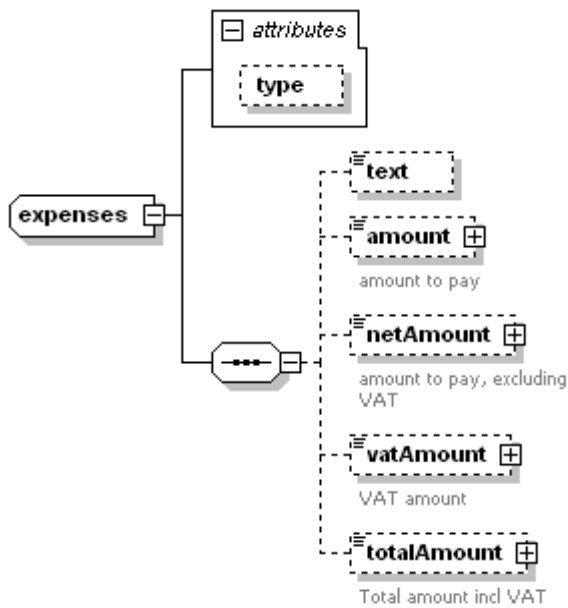 attributes
type
expenses
text
amount
amount to pay
netAmount
amount to pay, excluding
VAT
vatAmount
VAT amount
totalAmount
Total amount incl VAT